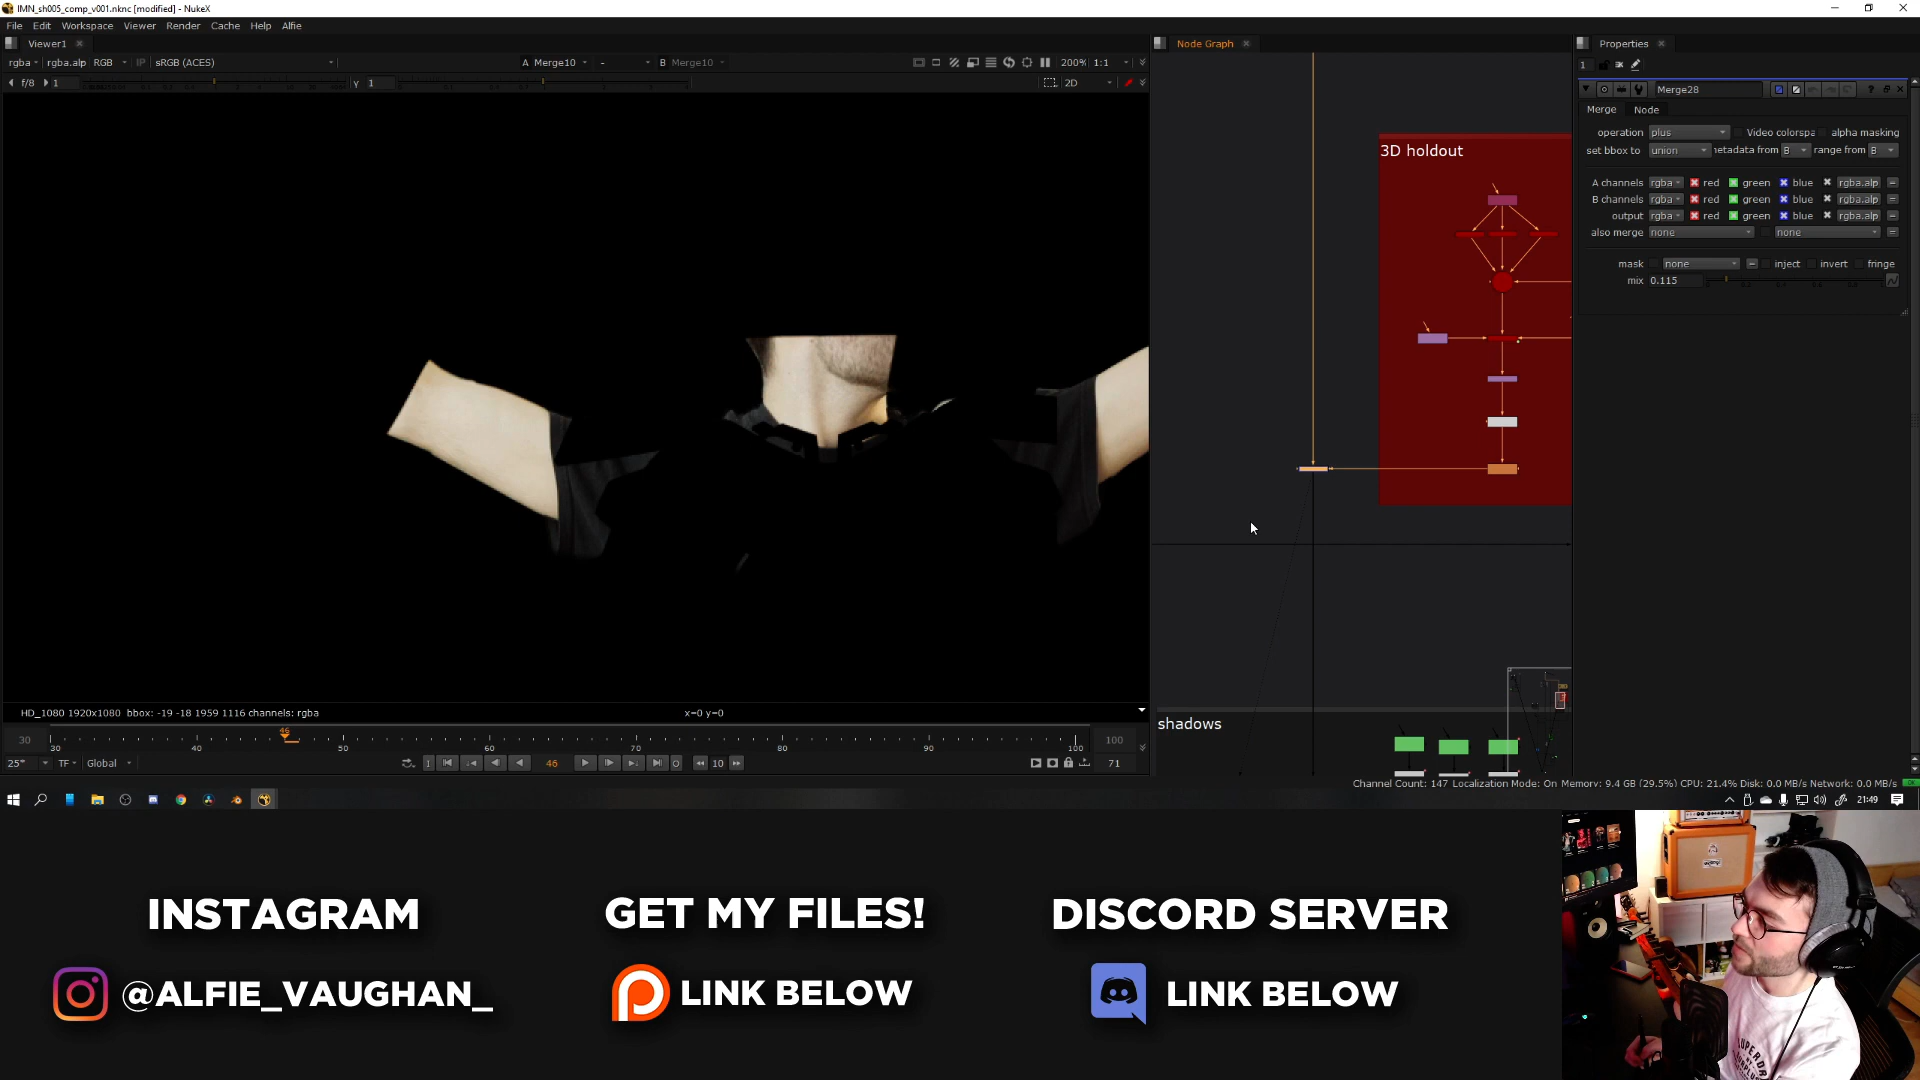 IMN_sh005_comp_v001.nknc [modified] - NukeX
File Edit Workspace Viewer Render Cache Help Alfie
Viewer1
Node Graph
Properties
rgba rgba.alp RGB IP sRGB (ACES) A Merge10 - B Merge10 200% 1:1
f/8 1 Y 1 2D
1
Merge28
Merge Node
operation plus Video colorspa alpha masking
set bbox to union netadata from B range from B
A channels rgba red green blue rgba.alp
B channels rgba red green blue rgba.alp
output rgba red green blue rgba.alp
also merge none none
mask none inject invert fringe
mix 0.115
3D holdout
shadows
HD_1080 1920x1080 bbox: -19 -18 1959 1116 channels: rgba x=0 y=0
30 46 100
30 40 50 60 70 80 90 100
25* TF Global 46 10 71
Channel Count: 147 Localization Mode: On Memory: 9.4 GB (29.5%) CPU: 21.4% Disk: 0.0 MB/s Network: 0.0 MB/s
21:49
INSTAGRAM
@ALFIE_VAUGHAN_
GET MY FILES!
LINK BELOW
DISCORD SERVER
LINK BELOW